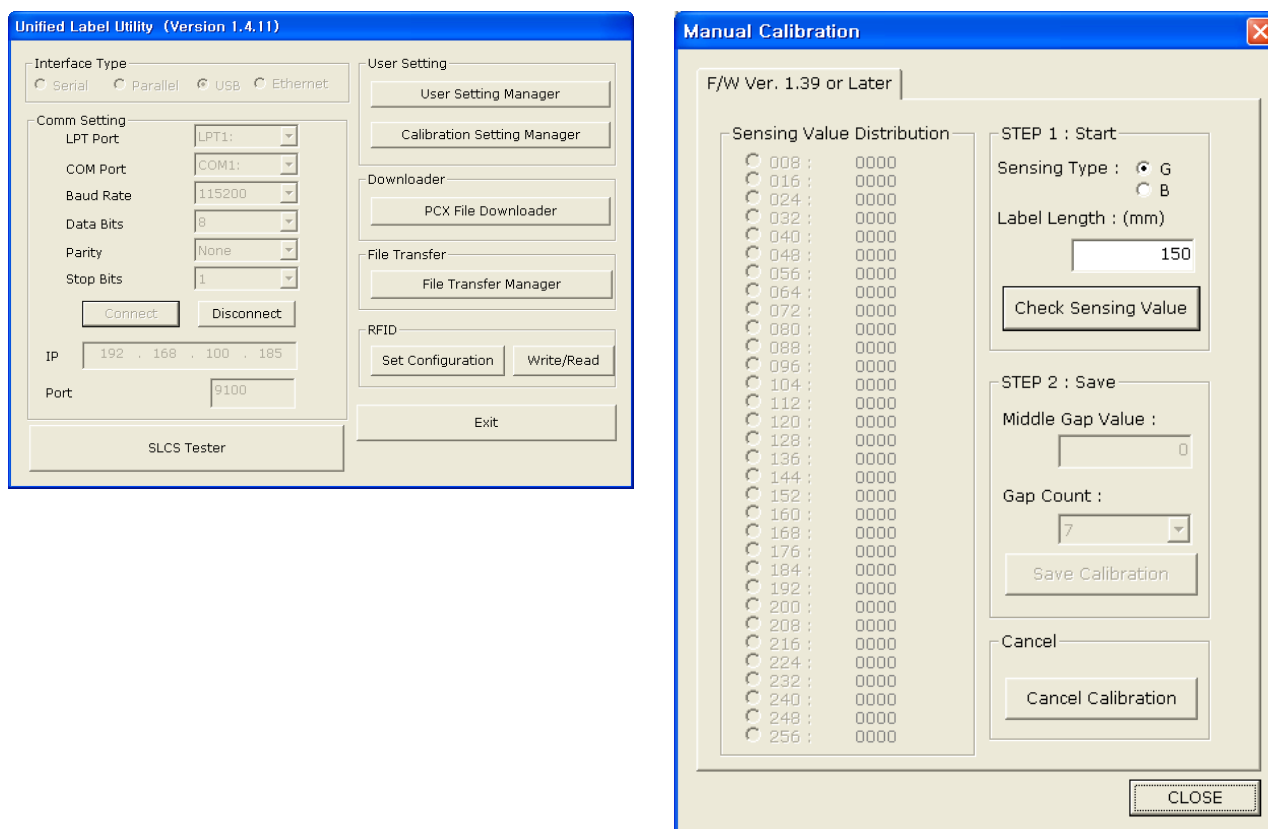 Unified Label Utility (Version 1.4.11)
Interface Type
Serial Parallel USB Ethernet
Comm Setting
LPT Port LPT1:
COM Port COM1:
Baud Rate 115200
Data Bits 8
Parity None
Stop Bits 1
Connect Disconnect
IP 192 . 168 . 100 . 185
Port 9100
SLCS Tester
User Setting
User Setting Manager
Calibration Setting Manager
Downloader
PCX File Downloader
File Transfer
File Transfer Manager
RFID
Set Configuration Write/Read
Exit
Manual Calibration
F/W Ver. 1.39 or Later
Sensing Value Distribution
008 : 0000
016 : 0000
024 : 0000
032 : 0000
040 : 0000
048 : 0000
056 : 0000
064 : 0000
072 : 0000
080 : 0000
088 : 0000
096 : 0000
104 : 0000
112 : 0000
120 : 0000
128 : 0000
136 : 0000
144 : 0000
152 : 0000
160 : 0000
168 : 0000
176 : 0000
184 : 0000
192 : 0000
200 : 0000
208 : 0000
216 : 0000
224 : 0000
232 : 0000
240 : 0000
248 : 0000
256 : 0000
STEP 1 : Start
Sensing Type : G
B
Label Length : (mm)
150
Check Sensing Value
STEP 2 : Save
Middle Gap Value :
0
Gap Count :
7
Save Calibration
Cancel
Cancel Calibration
CLOSE